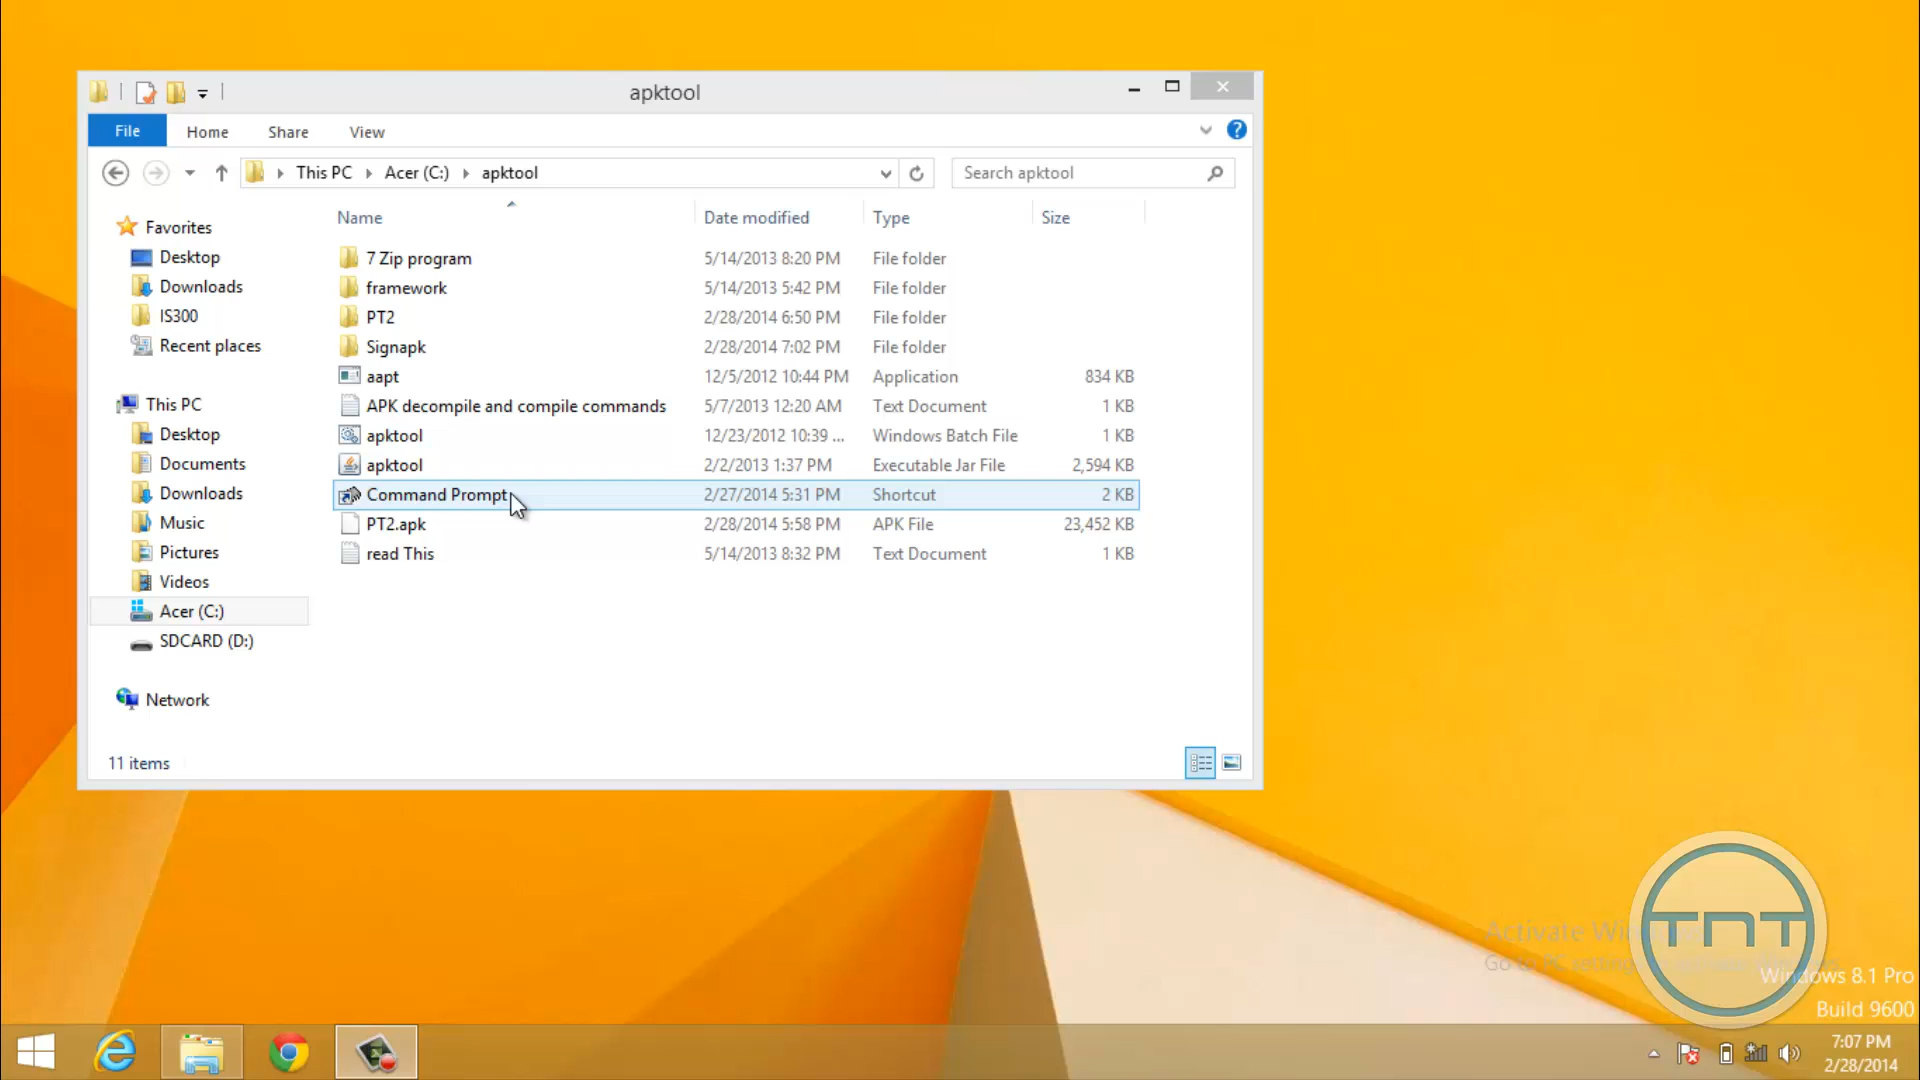 apktool
File Home Share View
This PC Acer (C:) apktool
Search apktool
Name Date modified Type Size
Favorites
Desktop
Downloads
IS300
Recent places
This PC
Desktop
Documents
Downloads
Music
Pictures
Videos
Acer (C:)
SDCARD (D:)
Network
7 Zip program 5/14/2013 8:20 PM File folder
framework 5/14/2013 5:42 PM File folder
PT2 2/28/2014 6:50 PM File folder
Signapk 2/28/2014 7:02 PM File folder
aapt 12/5/2012 10:44 PM Application 834 KB
APK decompile and compile commands 5/7/2013 12:20 AM Text Document 1 KB
apktool 12/23/2012 10:39 ... Windows Batch File 1 KB
apktool 2/2/2013 1:37 PM Executable Jar File 2,594 KB
Command Prompt 2/27/2014 5:31 PM Shortcut 2 KB
PT2.apk 2/28/2014 5:58 PM APK File 23,452 KB
read This 5/14/2013 8:32 PM Text Document 1 KB
11 items
Activate
TNT
Windows 8.1 Pro
Build 9600
7:07 PM
2/28/2014